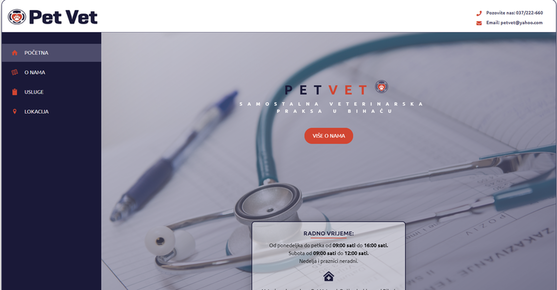 Pet Vet
Pozovite nas: 037/222-660
Email: petvet@yahoo.com
POČETNA
O NAMA
USLUGE
LOKACIJA
PETVET
SAMOSTALNA VETERINARSKA
PRAKSA U BIHAĆU
VIŠE O NAMA
RADNO VRIJEME:
Od ponedjeljka do petka od 09:00 sati do 16:00 sati.
Subota od 09:00 sati do 12:00 sati.
Nedelja i praznici neradni.